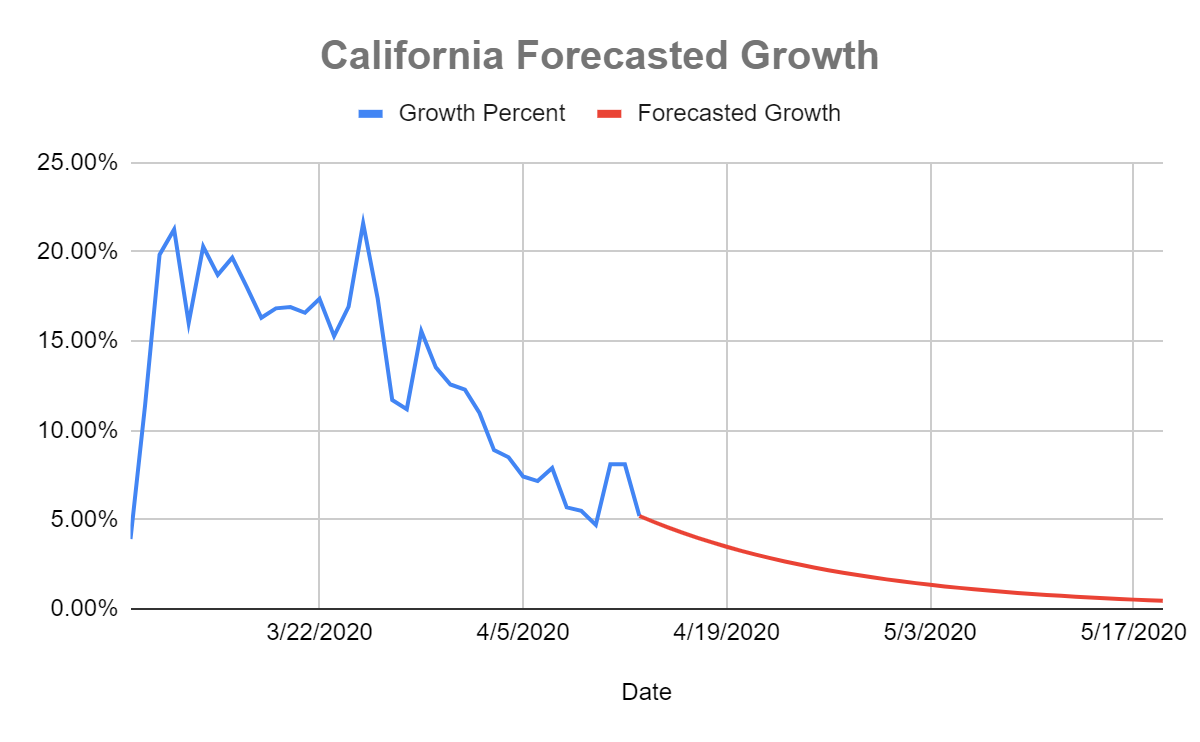 California Forecasted Growth
Growth Percent Forecasted Growth
25.00%
20.00%
15.00%
10.00%
5.00%
0.00%
3/22/2020 4/5/2020 4/19/2020 5/3/2020 5/17/2020
Date